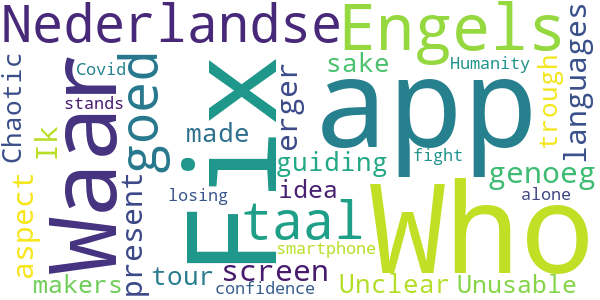 Nederlandse
Engels
sake
Humanity
languages
Chaotic
Covid
stands
Waar
goed
Fix
app
erger
trough
Ik
made
fight
guiding
genoeg
aspect
present
losing
idea
Who
alone
taal
smartphone
makers
tour
screen
confidence
Unclear
Unusable